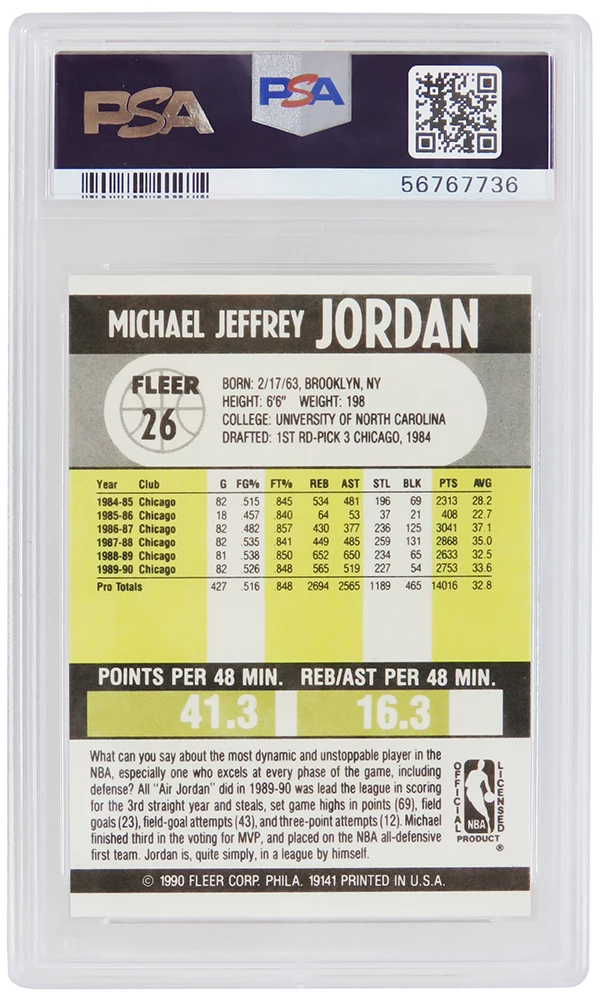 PSA PSA
56767736
MICHAEL JEFFREY JORDAN
FLEER
26
BORN: 2/17/63, BROOKLYN, NY
HEIGHT: 6'6" WEIGHT: 198
COLLEGE: UNIVERSITY OF NORTH CAROLINA
DRAFTED: 1ST RD-PICK 3 CHICAGO, 1984
Year Club G FG% FT% REB AST STL BLK PTS AVG
1984-85 Chicago 82 .515 .845 534 481 196 69 2313 28.2
1985-86 Chicago 18 .457 .840 64 53 37 21 408 22.7
1986-87 Chicago 82 .482 .857 430 377 236 125 3041 37.1
1987-88 Chicago 82 .535 .841 449 485 259 131 2868 35.0
1988-89 Chicago 81 .538 .850 652 650 234 65 2633 32.5
1989-90 Chicago 82 .526 .848 565 519 227 54 2753 33.6
Pro Totals 427 .516 .848 2694 2565 1189 465 14016 32.8
POINTS PER 48 MIN. REB/AST PER 48 MIN.
41.3 16.3
What can you say about the most dynamic and unstoppable player in the
NBA, especially one who excels at every phase of the game, including
defense? All "Air Jordan" did in 1989-90 was lead the league in scoring
for the 3rd straight year and steals, set game highs in points (69), field
goals (23), field-goal attempts (43), and three-point attempts (12). Michael
finished third in the voting for MVP, and placed on the NBA all-defensive
first team. Jordan is, quite simply, in a league by himself.
OFFICIAL
NBA
LICENSED
PRODUCT
®
© 1990 FLEER CORP. PHILA. 19141 PRINTED IN U.S.A.